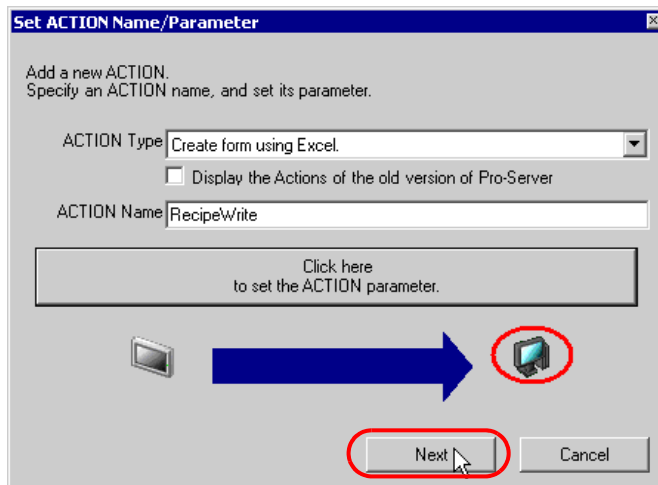 Set ACTION Name/Parameter
Add a new ACTION.
Specify an ACTION name, and set its parameter.
ACTION Type Create form using Excel.
Display the Actions of the old version of Pro-Server
ACTION Name RecipeWrite
Click here
to set the ACTION parameter.
Next Cancel